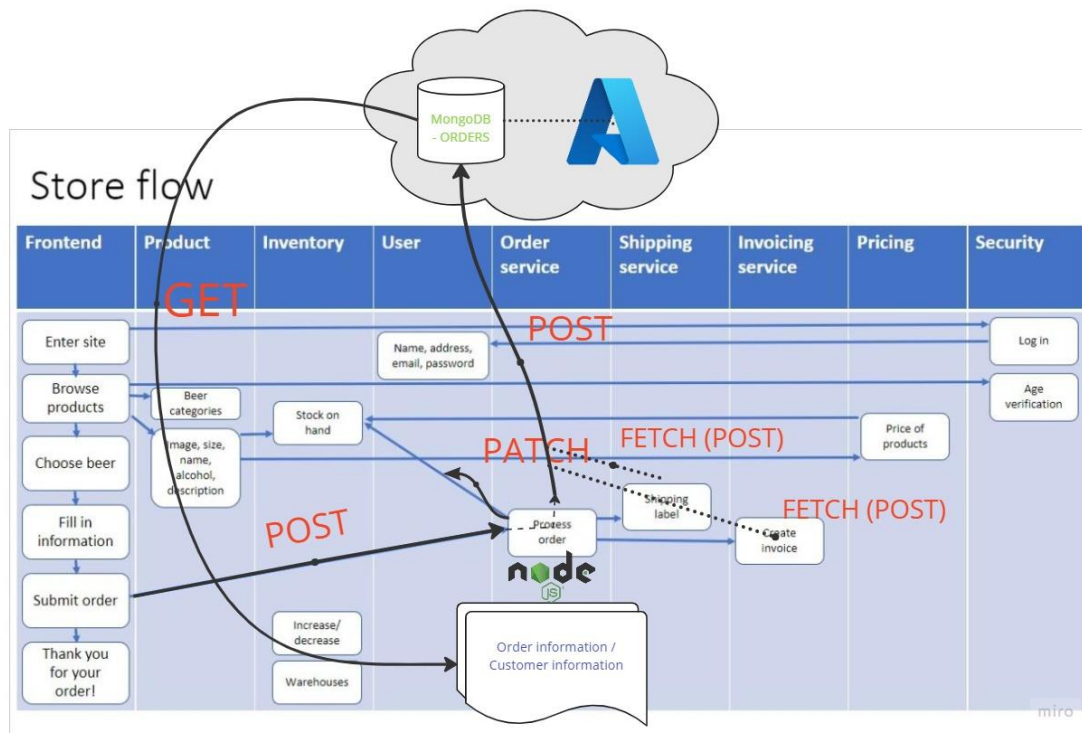 MongoDB
- ORDERS
Store flow
Frontend
Product
Inventory
User
Order
service
Shipping
service
Invoicing
service
Pricing
Security
GET
POST
Enter site
Name, address,
email, password
Log in
Browse
products
Beer
categories
Age
verification
Stock on
hand
Price of
products
Choose beer
Image, size,
name,
alcohol,
description
PATCH
FETCH (POST)
Shipping
label
FETCH (POST)
Fill in
information
POST
Process
order
Create
invoice
node
JS
Submit order
Increase/
decrease
Order information /
Customer information
Thank you
for your
order!
Warehouses
miro